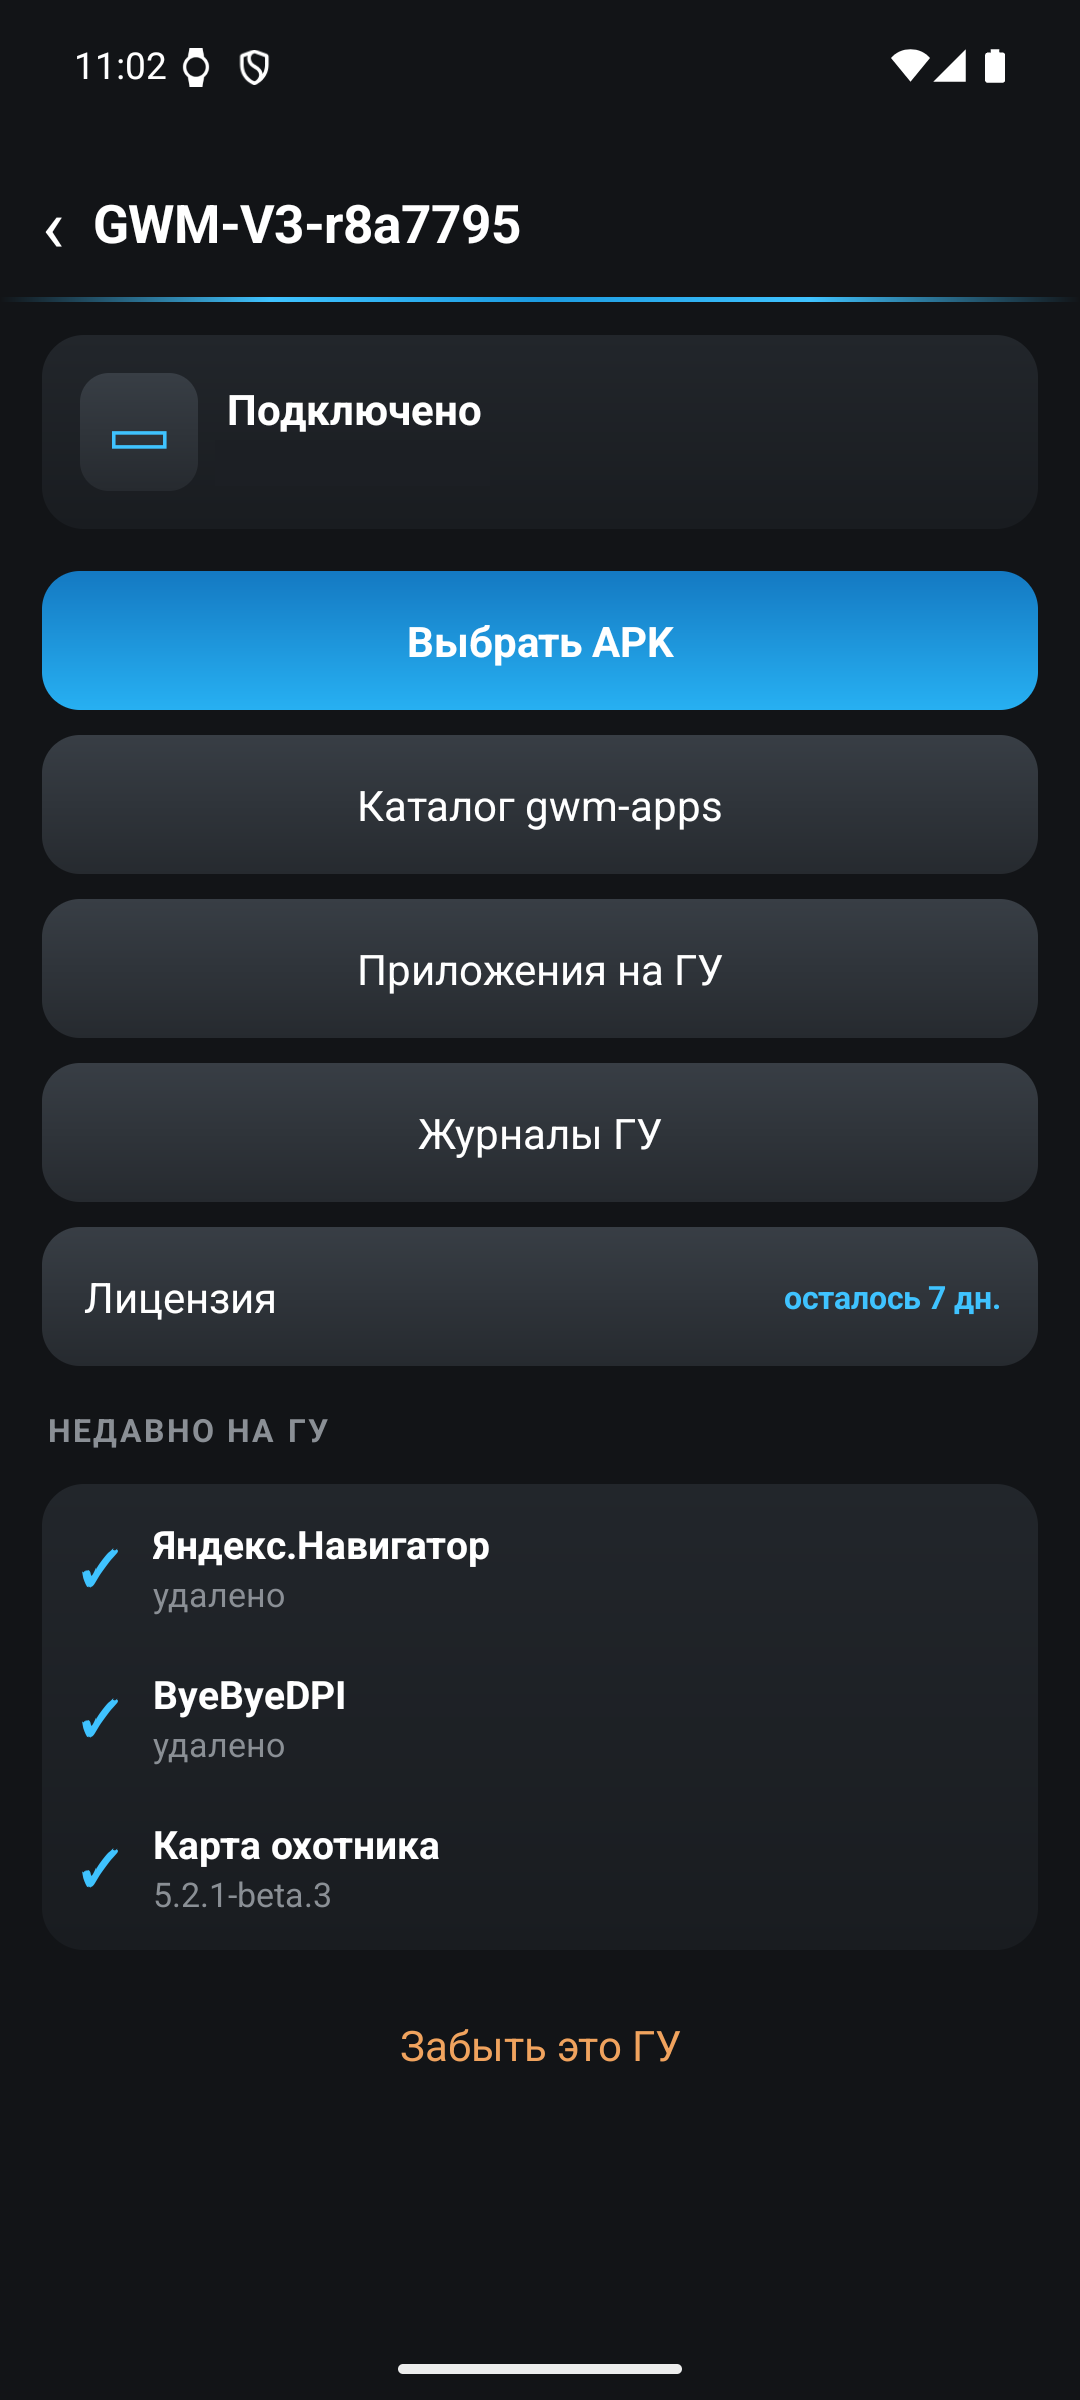 11:02
‹ GWM-V3-r8a7795
Подключено
Выбрать APK
Каталог gwm-apps
Приложения на ГУ
Журналы ГУ
Лицензия осталось 7 дн.
НЕДАВНО НА ГУ
✓ Яндекс.Навигатор
удалено
✓ ByeByeDPI
удалено
✓ Карта охотника
5.2.1-beta.3
Забыть это ГУ